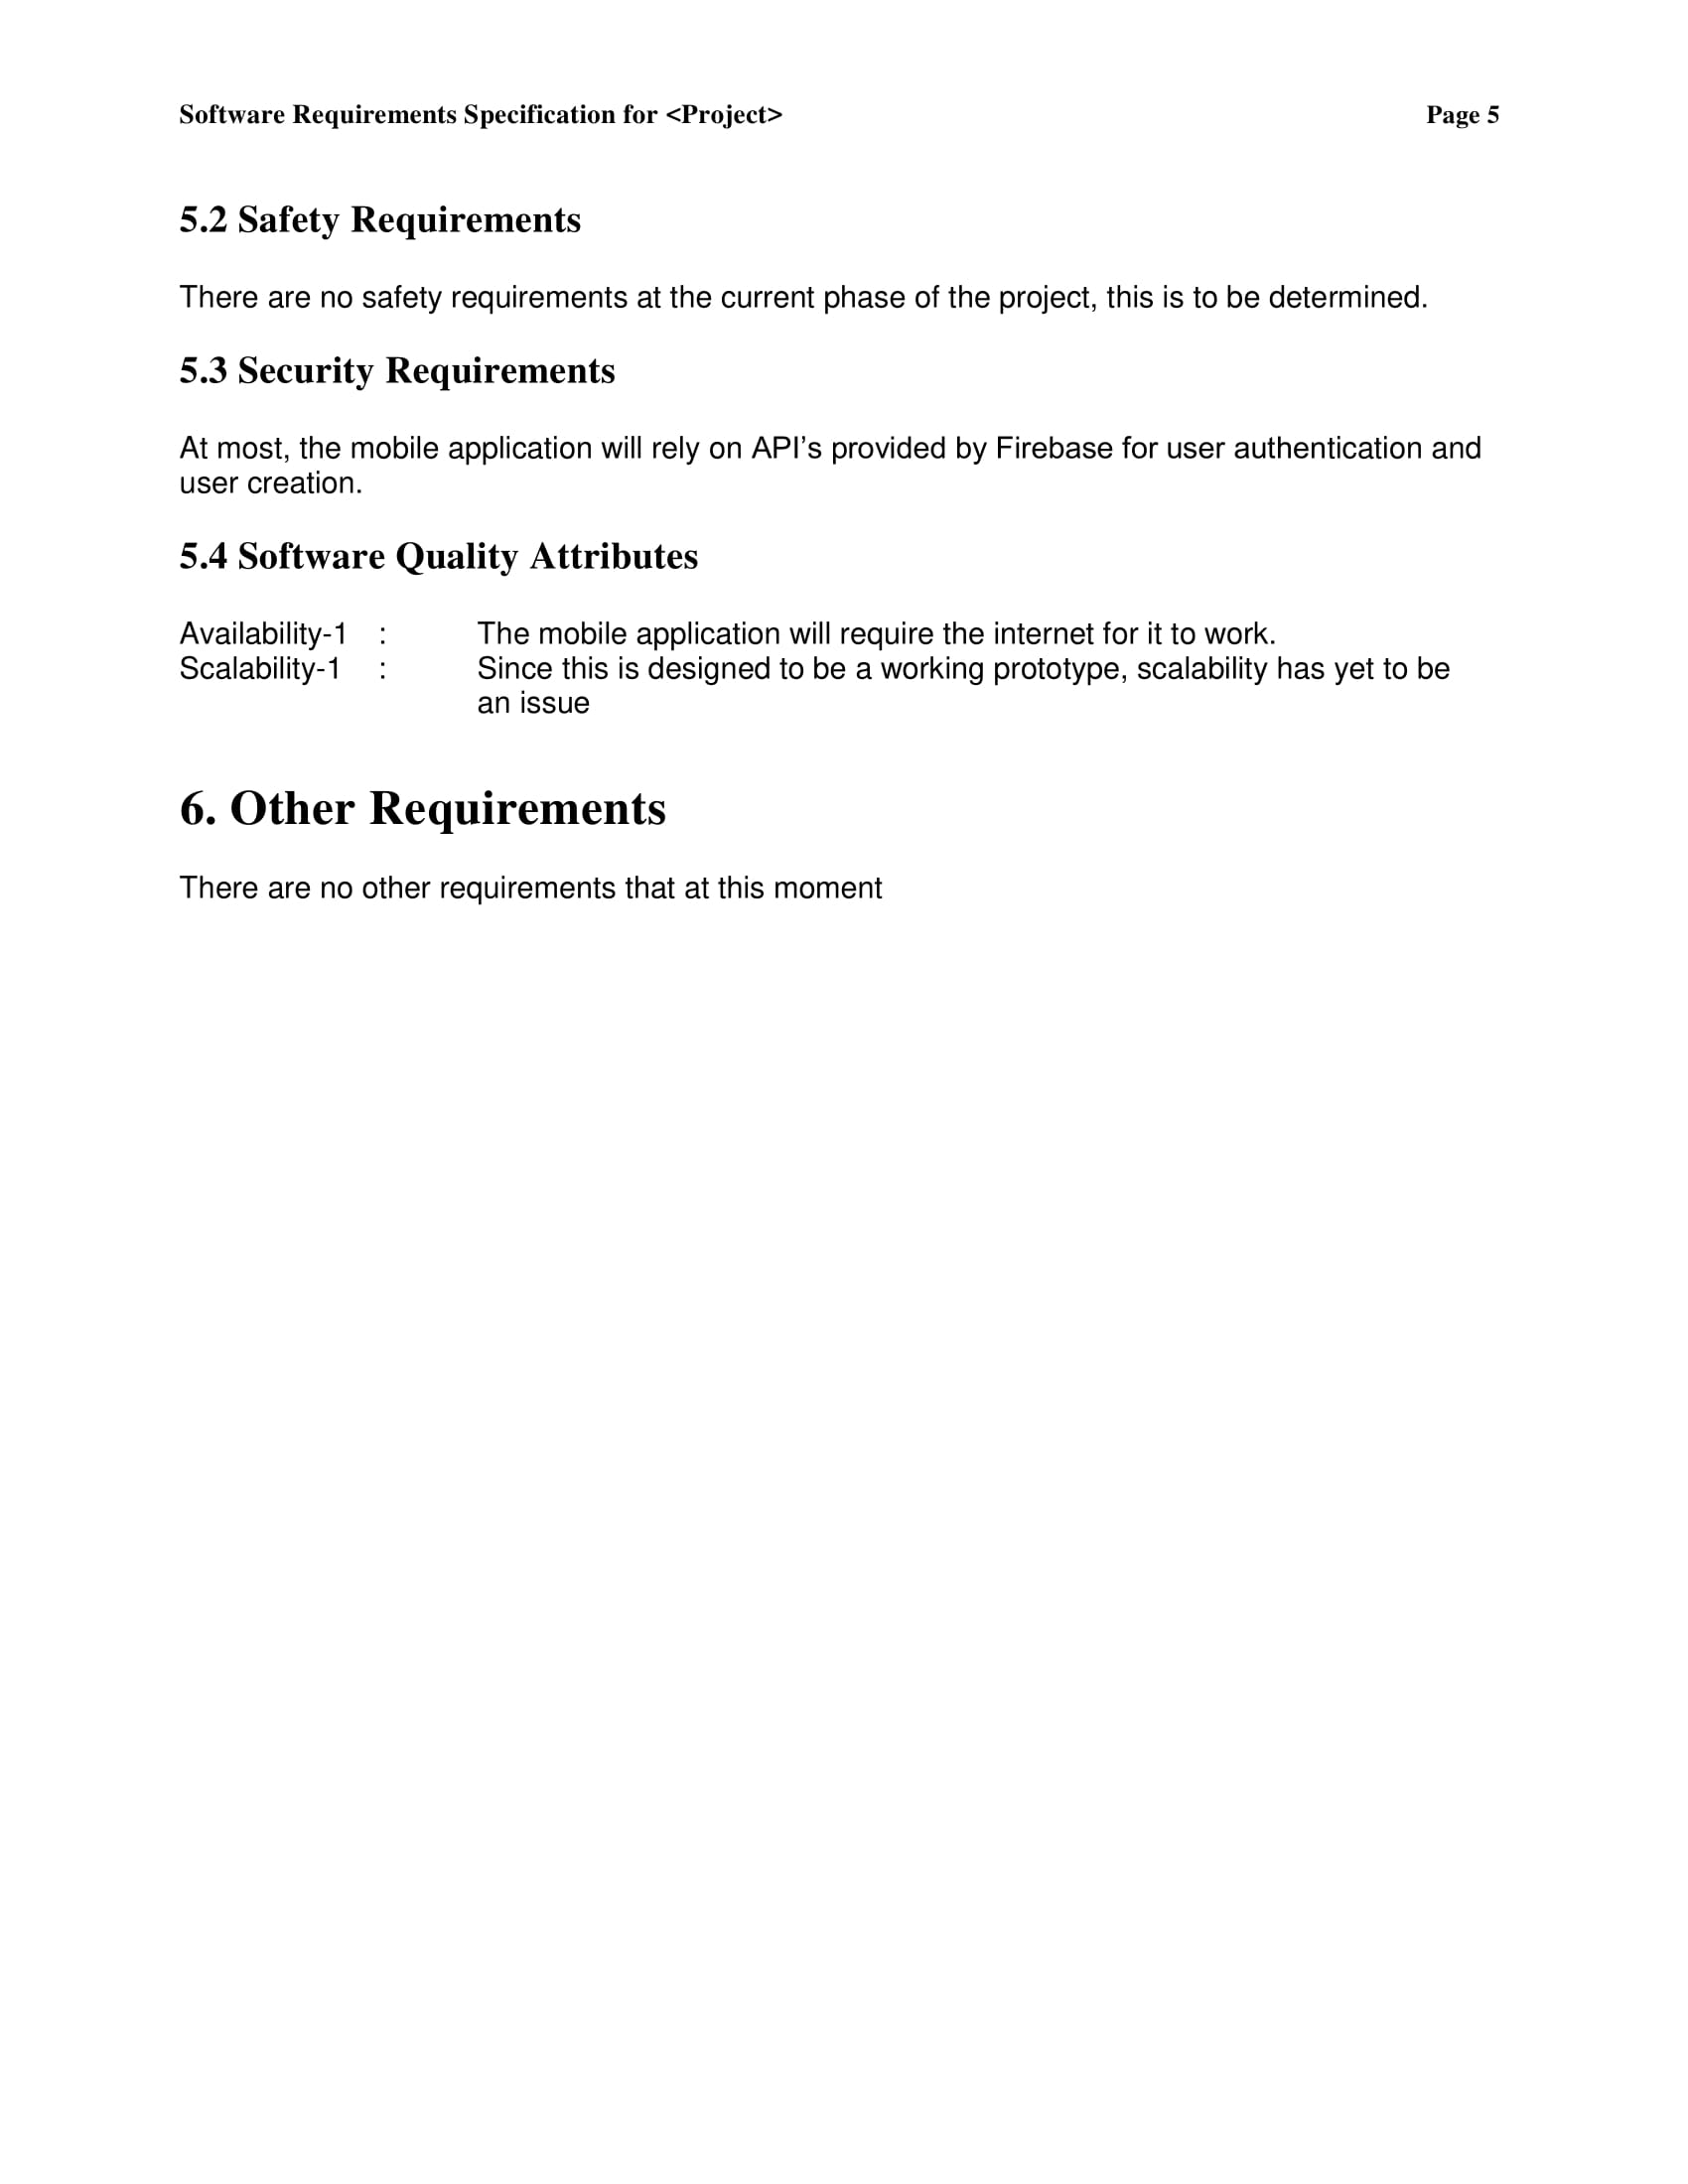 Software Requirements Specification for <Project> Page 5
5.2 Safety Requirements
There are no safety requirements at the current phase of the project, this is to be determined.
5.3 Security Requirements
At most, the mobile application will rely on API’s provided by Firebase for user authentication and
user creation.
5.4 Software Quality Attributes
Availability-1 : The mobile application will require the internet for it to work.
Scalability-1 : Since this is designed to be a working prototype, scalability has yet to be
an issue
6. Other Requirements
There are no other requirements that at this moment